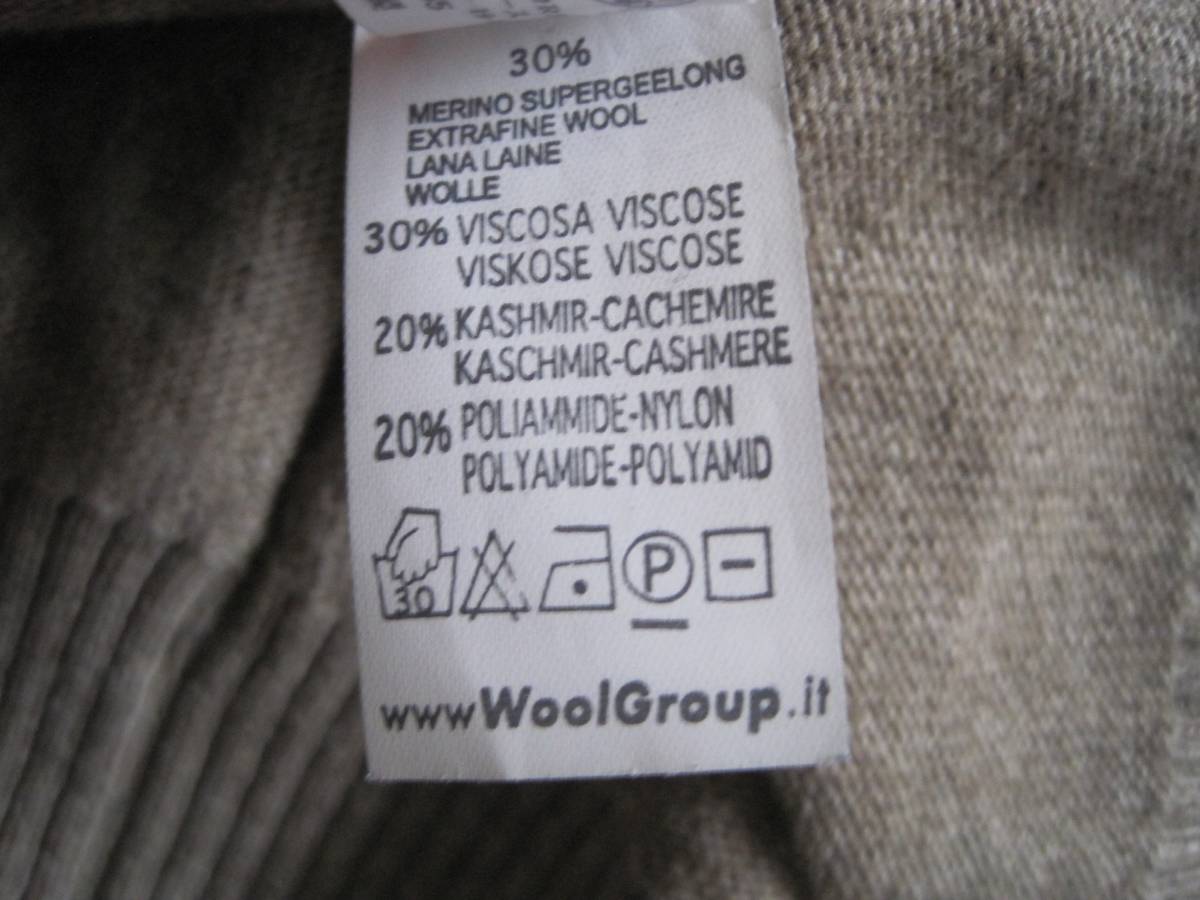 30%
MERINO SUPERGEELONG
EXTRAFINE WOOL
LANA LAINE
WOLLE
30% VISCOSA VISCOSE
VISKOSE VISCOSE
20% KASHMIR-CACHEMIRE
KASCHMIR-CASHMERE
20% POLIAMMIDE-NYLON
POLYAMIDE-POLYAMID
30 P
www.WoolGroup.it